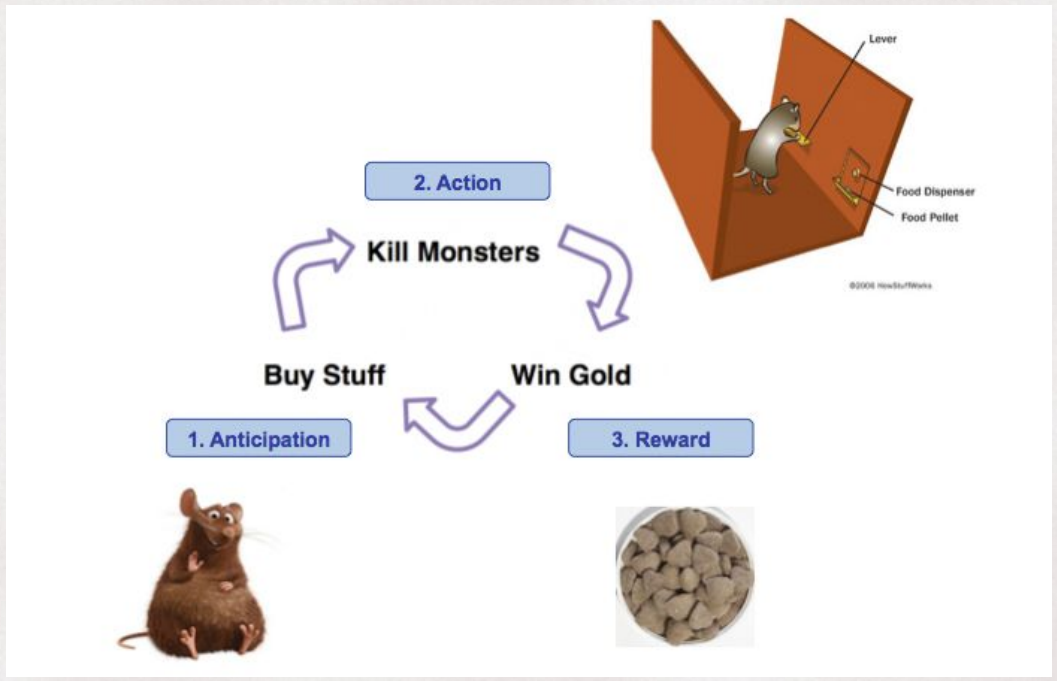 Lever
2. Action
Food Dispenser
Food Pellet
Kill Monsters
©2006 HowStuffWorks
Buy Stuff
Win Gold
1. Anticipation
3. Reward